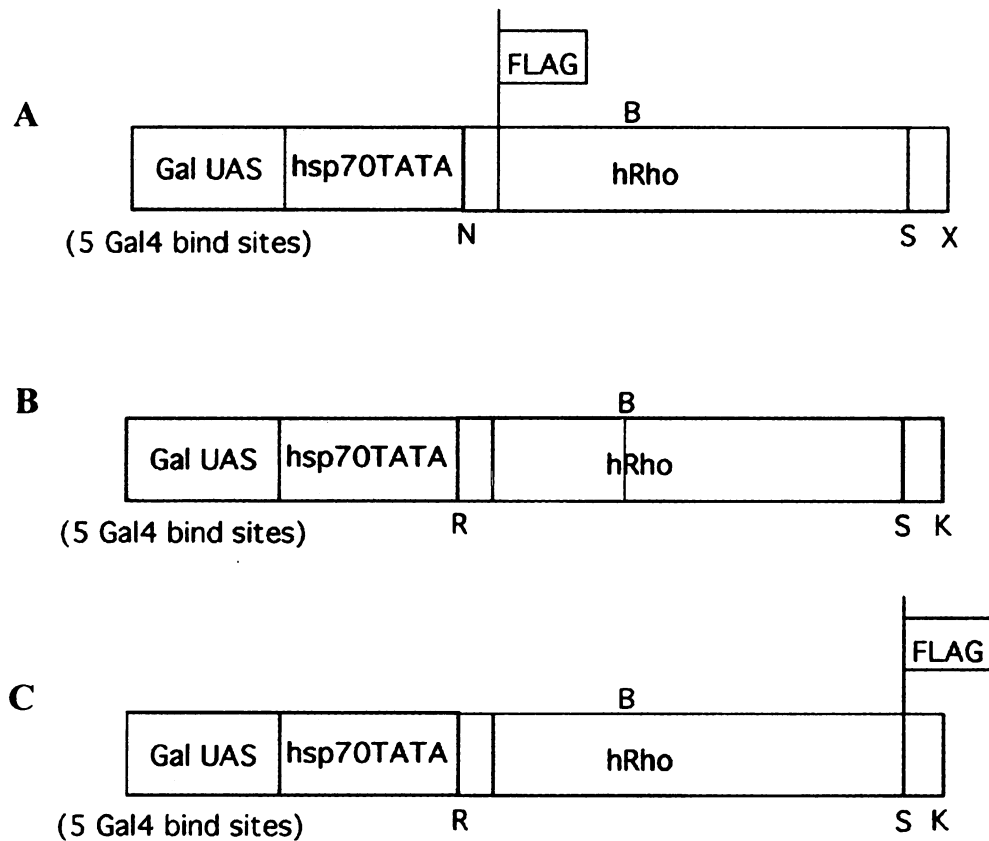 FLAG
A
B
Gal UAS
hsp70TATA
hRho
(5 Gal4 bind sites)
N
S
X
B
B
Gal UAS
hsp70TATA
hRho
(5 Gal4 bind sites)
R
S
K
FLAG
C
B
Gal UAS
hsp70TATA
hRho
(5 Gal4 bind sites)
R
S
K